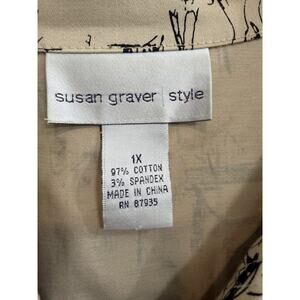 susan graver style
1X
97% COTTON
3% SPANDEX
MADE IN CHINA
RN 87935